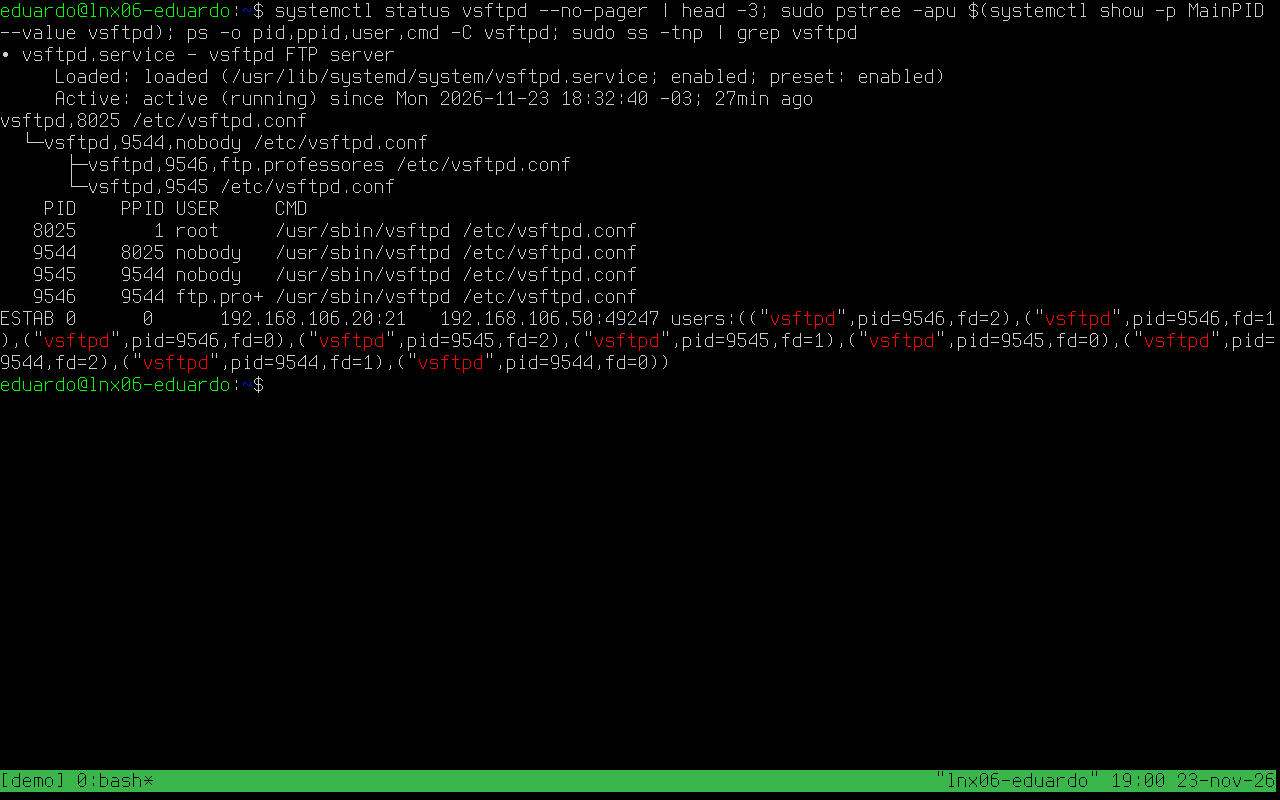 eduardo@lnx06-eduardo:~$ systemctl status vsftpd --no-pager | head -3; sudo pstree -apu $(systemctl show -p MainPID
--value vsftpd); ps -o pid,ppid,user,cmd -C vsftpd; sudo ss -tnp | grep vsftpd
• vsftpd.service - vsftpd FTP server
     Loaded: loaded (/usr/lib/systemd/system/vsftpd.service; enabled; preset: enabled)
     Active: active (running) since Mon 2026-11-23 18:32:40 -03; 27min ago
vsftpd,8025 /etc/vsftpd.conf
  └─vsftpd,9544,nobody /etc/vsftpd.conf
      ├─vsftpd,9546,ftp.professores /etc/vsftpd.conf
      └─vsftpd,9545 /etc/vsftpd.conf
    PID    PPID USER     CMD
   8025       1 root     /usr/sbin/vsftpd /etc/vsftpd.conf
   9544    8025 nobody   /usr/sbin/vsftpd /etc/vsftpd.conf
   9545    9544 nobody   /usr/sbin/vsftpd /etc/vsftpd.conf
   9546    9544 ftp.pro+ /usr/sbin/vsftpd /etc/vsftpd.conf
ESTAB 0      0      192.168.106.20:21   192.168.106.50:49247 users:(("vsftpd",pid=9546,fd=2),("vsftpd",pid=9546,fd=1
),("vsftpd",pid=9546,fd=0),("vsftpd",pid=9545,fd=2),("vsftpd",pid=9545,fd=1),("vsftpd",pid=9545,fd=0),("vsftpd",pid=
9544,fd=2),("vsftpd",pid=9544,fd=1),("vsftpd",pid=9544,fd=0))
eduardo@lnx06-eduardo:~$
[demo] 0:bash*    "lnx06-eduardo" 19:00 23-nov-26